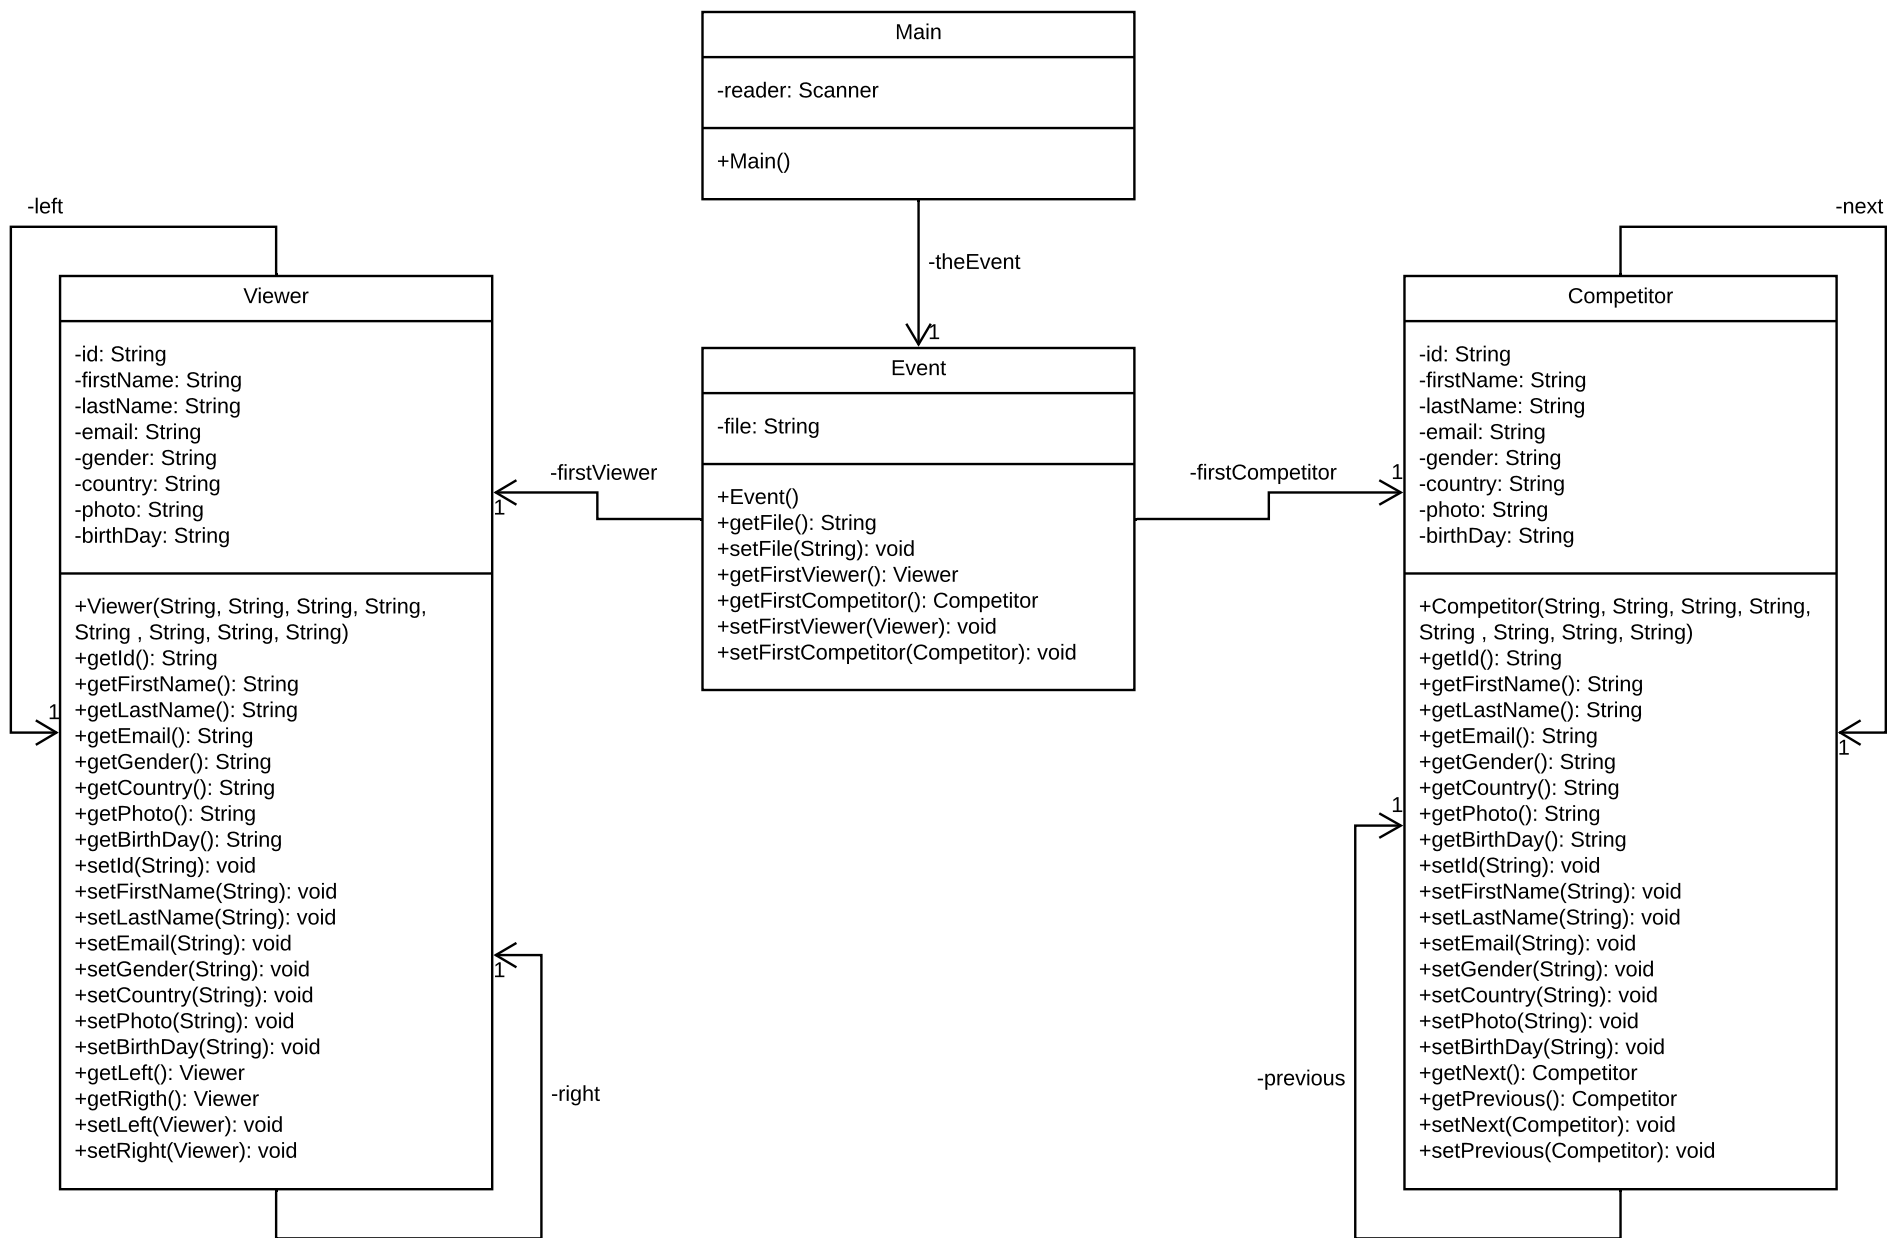 Main
-reader: Scanner
+Main()
-theEvent
1
-left
Viewer
-id: String
-firstName: String
-lastName: String
-email: String
-gender: String
-country: String
-photo: String
-birthDay: String
+Viewer(String, String, String, String,
String , String, String, String)
+getId(): String
+getFirstName(): String
+getLastName(): String
+getEmail(): String
+getGender(): String
+getCountry(): String
+getPhoto(): String
+getBirthDay(): String
+setId(String): void
+setFirstName(String): void
+setLastName(String): void
+setEmail(String): void
+setGender(String): void
+setCountry(String): void
+setPhoto(String): void
+setBirthDay(String): void
+getLeft(): Viewer
+getRigth(): Viewer
+setLeft(Viewer): void
+setRight(Viewer): void
1
1
-right
-firstViewer
1
Event
-file: String
+Event()
+getFile(): String
+setFile(String): void
+getFirstViewer(): Viewer
+getFirstCompetitor(): Competitor
+setFirstViewer(Viewer): void
+setFirstCompetitor(Competitor): void
-firstCompetitor
1
-next
Competitor
-id: String
-firstName: String
-lastName: String
-email: String
-gender: String
-country: String
-photo: String
-birthDay: String
+Competitor(String, String, String, String,
String , String, String, String)
+getId(): String
+getFirstName(): String
+getLastName(): String
+getEmail(): String
+getGender(): String
+getCountry(): String
+getPhoto(): String
+getBirthDay(): String
+setId(String): void
+setFirstName(String): void
+setLastName(String): void
+setEmail(String): void
+setGender(String): void
+setCountry(String): void
+setPhoto(String): void
+setBirthDay(String): void
+getNext(): Competitor
+getPrevious(): Competitor
+setNext(Competitor): void
+setPrevious(Competitor): void
1
1
-previous